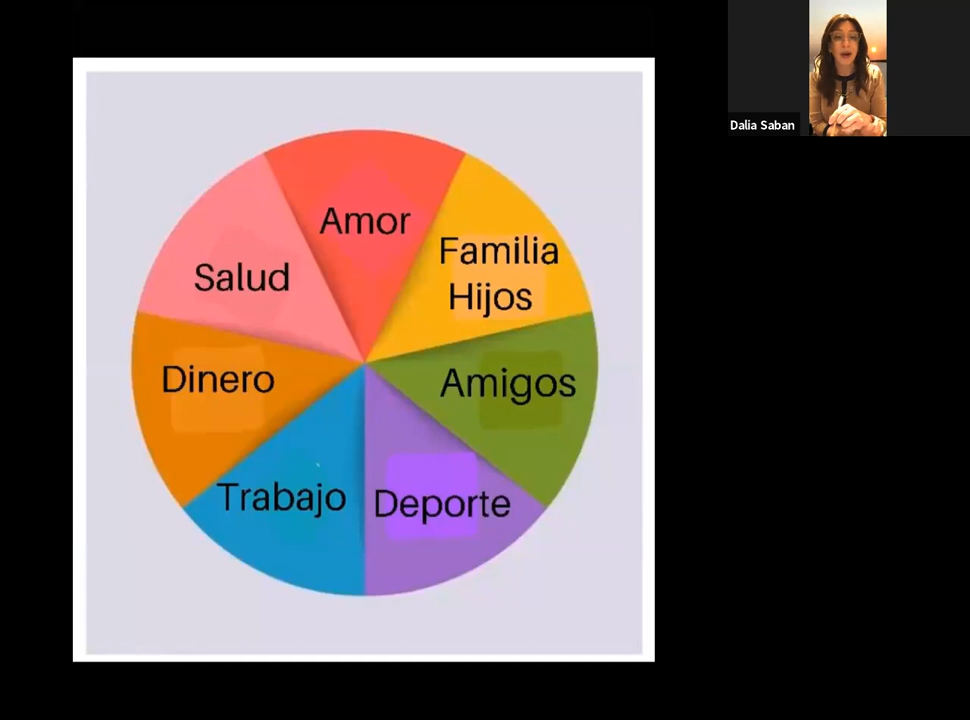 Amor
Familia
Hijos
Salud
Amigos
Dinero
Trabajo
Deporte
Dalia Saban